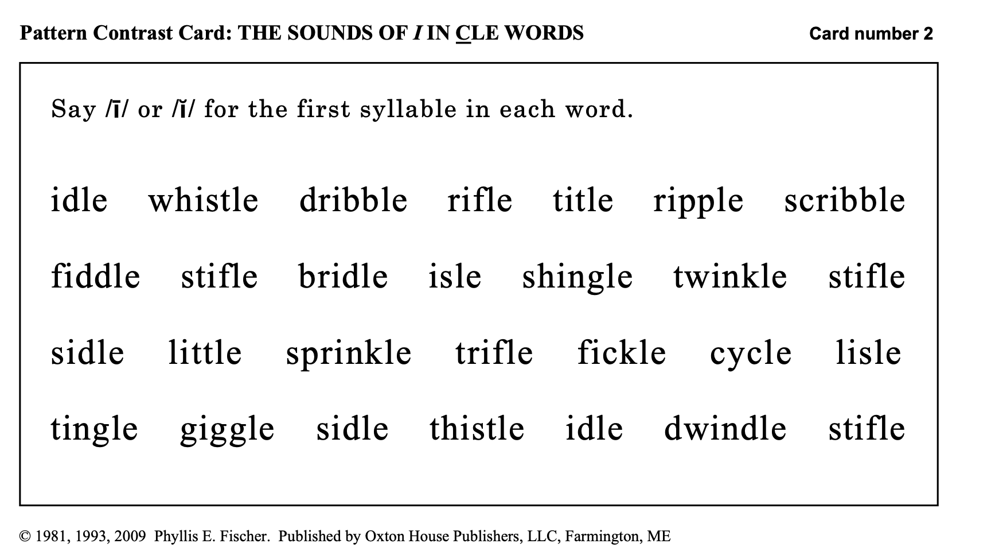 Pattern Contrast Card: THE SOUNDS OF I IN CLE WORDS Card number 2
Say /ī/ or /ĭ/ for the first syllable in each word.
idle whistle dribble rifle title ripple scribble
fiddle stifle bridle isle shingle twinkle stifle
sidle little sprinkle trifle fickle cycle lisle
tingle giggle sidle thistle idle dwindle stifle
© 1981, 1993, 2009 Phyllis E. Fischer. Published by Oxton House Publishers, LLC, Farmington, ME